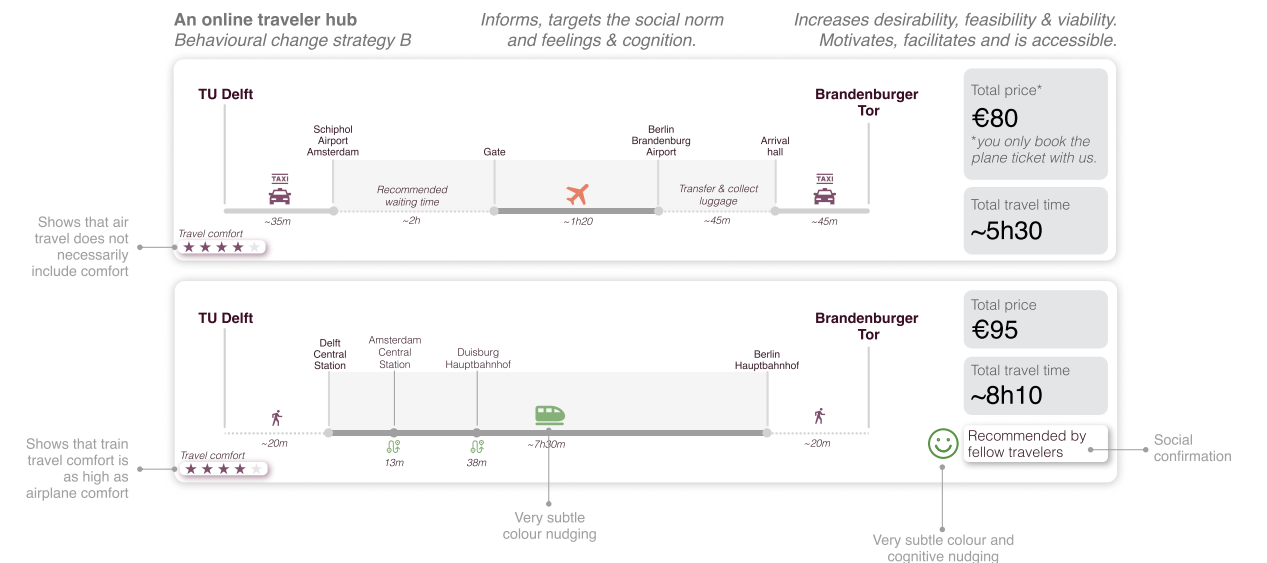 An online traveler hub
Behavioural change strategy B
Informs, targets the social norm
and feelings & cognition.
Increases desirability, feasibility & viability.
Motivates, facilitates and is accessible.
TU Delft
Schiphol
Airport
Amsterdam
Gate
Berlin
Brandenburg
Airport
Arrival
hall
Brandenburger
Tor
TAXI
Recommended
waiting time
Transfer & collect
luggage
TAXI
~35m
~2h
~1h20
~45m
~45m
Travel comfort
Total price*
€80
*you only book the
plane ticket with us.
Total travel time
~5h30
Shows that air
travel does not
necessarily
include comfort
TU Delft
Delft
Central
Station
Amsterdam
Central
Station
Duisburg
Hauptbahnhof
Berlin
Hauptbahnhof
Brandenburger
Tor
~20m
13m
38m
~7h30m
~20m
Travel comfort
Total price
€95
Total travel time
~8h10
Recommended by
fellow travelers
Shows that train
travel comfort is
as high as
airplane comfort
Social
confirmation
Very subtle
colour nudging
Very subtle colour and
cognitive nudging